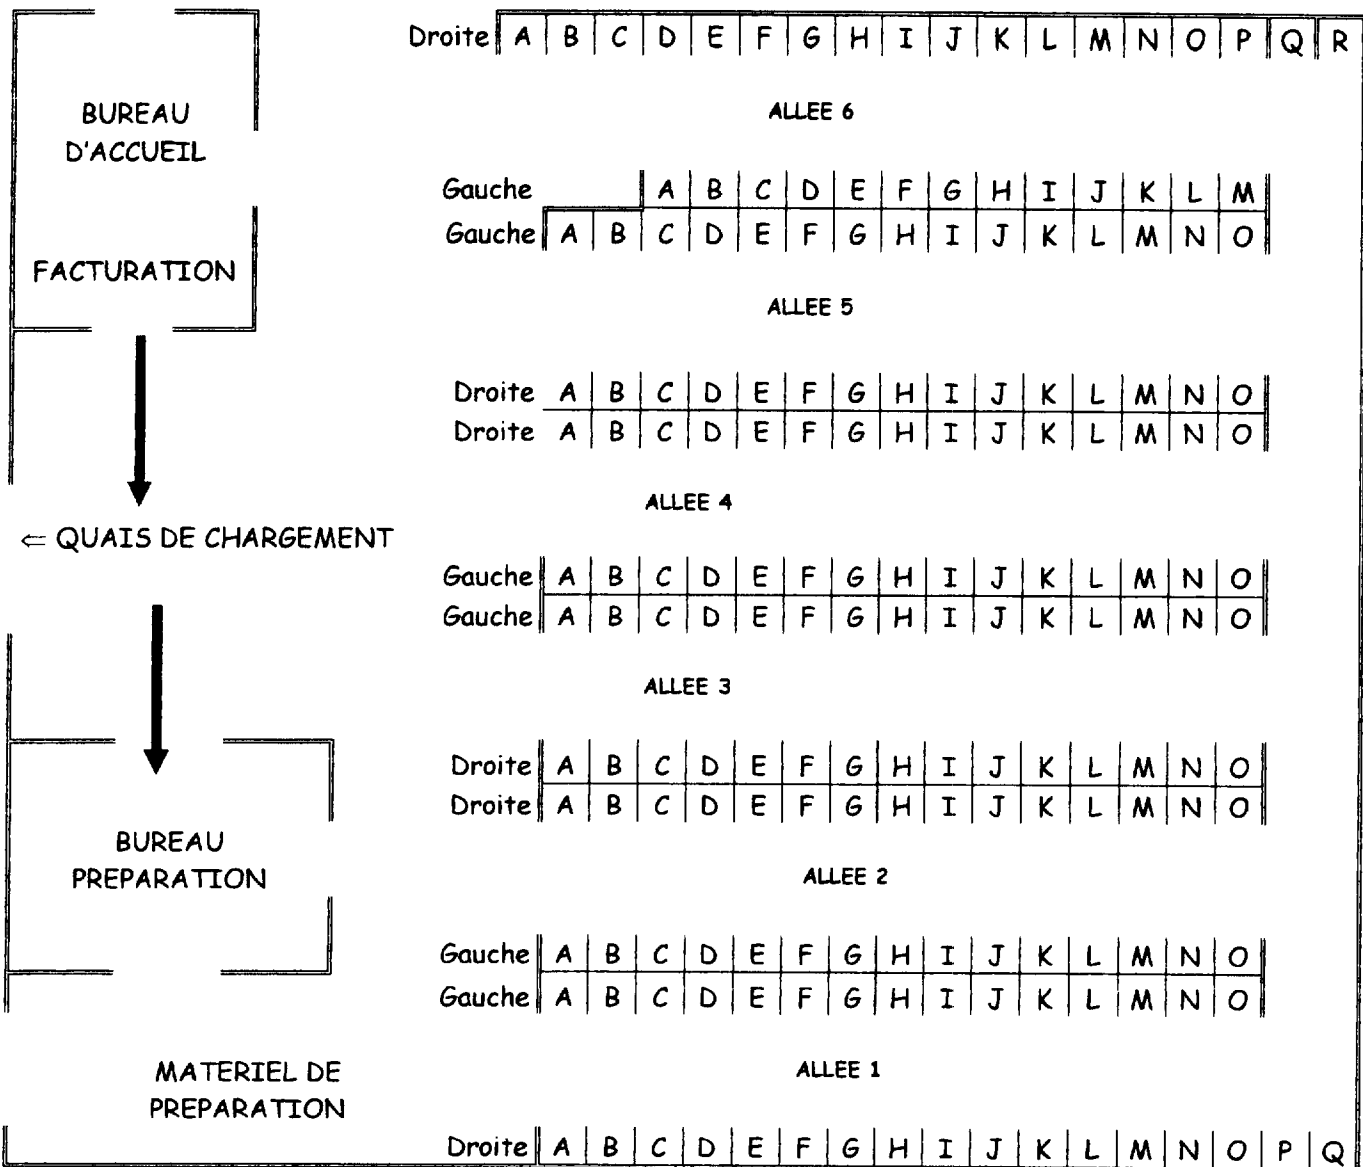 Droite A B C D E F G H I J K L M N O P Q R
ALLEE 6
BUREAU
D'ACCUEIL
FACTURATION
Gauche A B C D E F G H I J K L M
Gauche A B C D E F G H I J K L M N O
ALLEE 5
Droite A B C D E F G H I J K L M N O
Droite A B C D E F G H I J K L M N O
ALLEE 4
⇐ QUAIS DE CHARGEMENT
Gauche A B C D E F G H I J K L M N O
Gauche A B C D E F G H I J K L M N O
ALLEE 3
Droite A B C D E F G H I J K L M N O
Droite A B C D E F G H I J K L M N O
BUREAU
PREPARATION
ALLEE 2
Gauche A B C D E F G H I J K L M N O
Gauche A B C D E F G H I J K L M N O
ALLEE 1
MATERIEL DE
PREPARATION
Droite A B C D E F G H I J K L M N O P Q